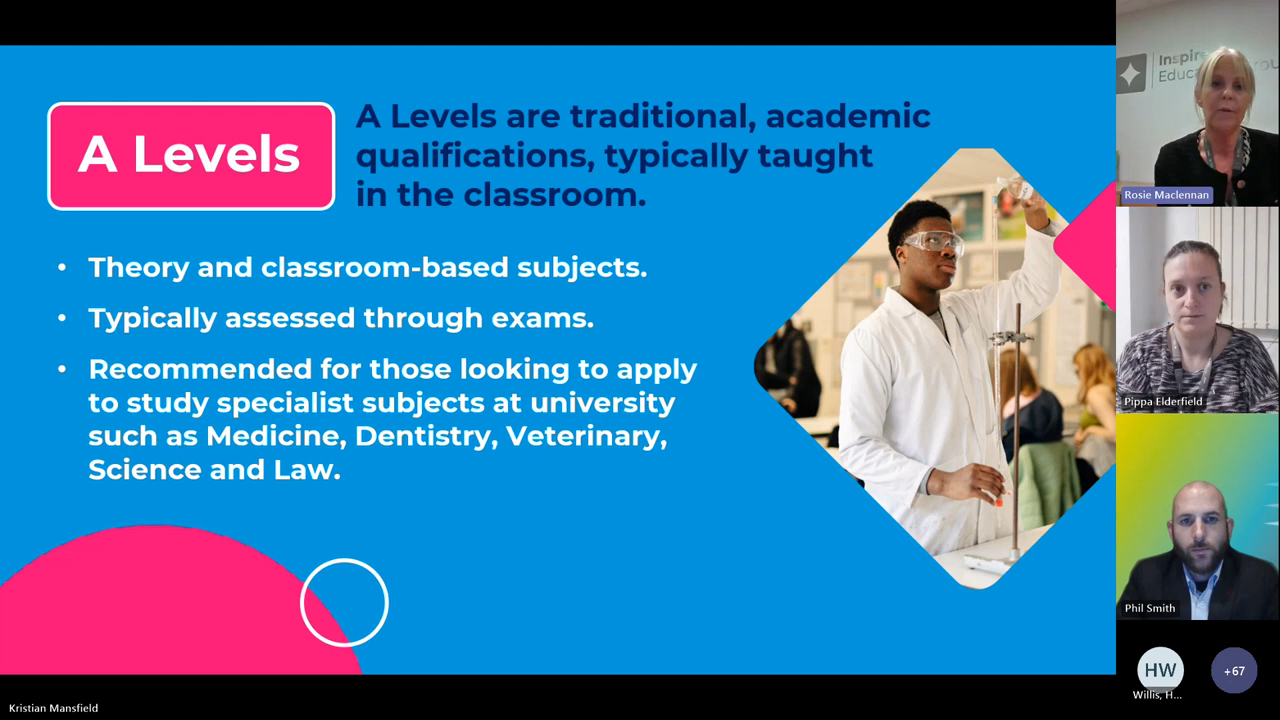 A Levels
A Levels are traditional, academic
qualifications, typically taught
in the classroom.
• Theory and classroom-based subjects.
• Typically assessed through exams.
• Recommended for those looking to apply
to study specialist subjects at university
such as Medicine, Dentistry, Veterinary,
Science and Law.
Rosie Maclennan
Pippa Elderfield
Phil Smith
HW
+67
Willis, H...
Kristian Mansfield